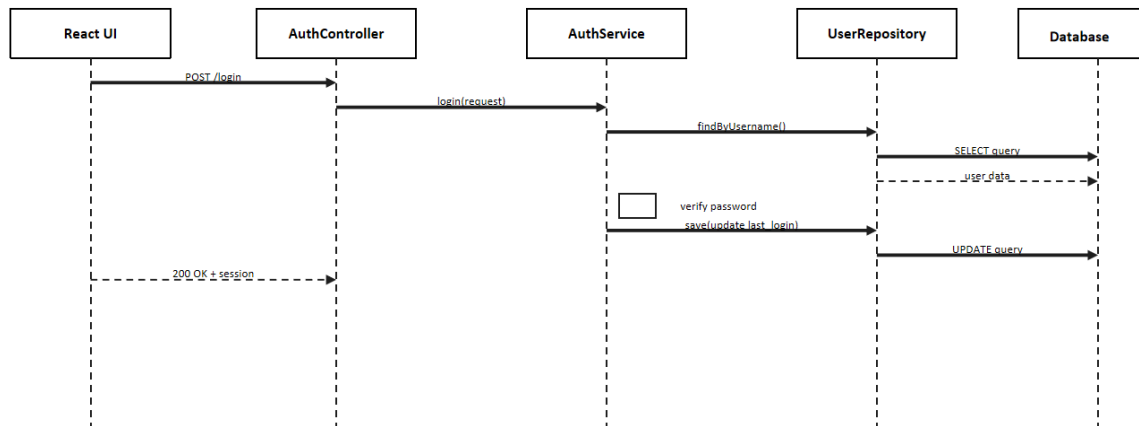 React UI
AuthController
AuthService
UserRepository
Database
POST /login
login(request)
findByUsername()
SELECT query
user data
verify password
save(update last_login)
UPDATE query
200 OK + session